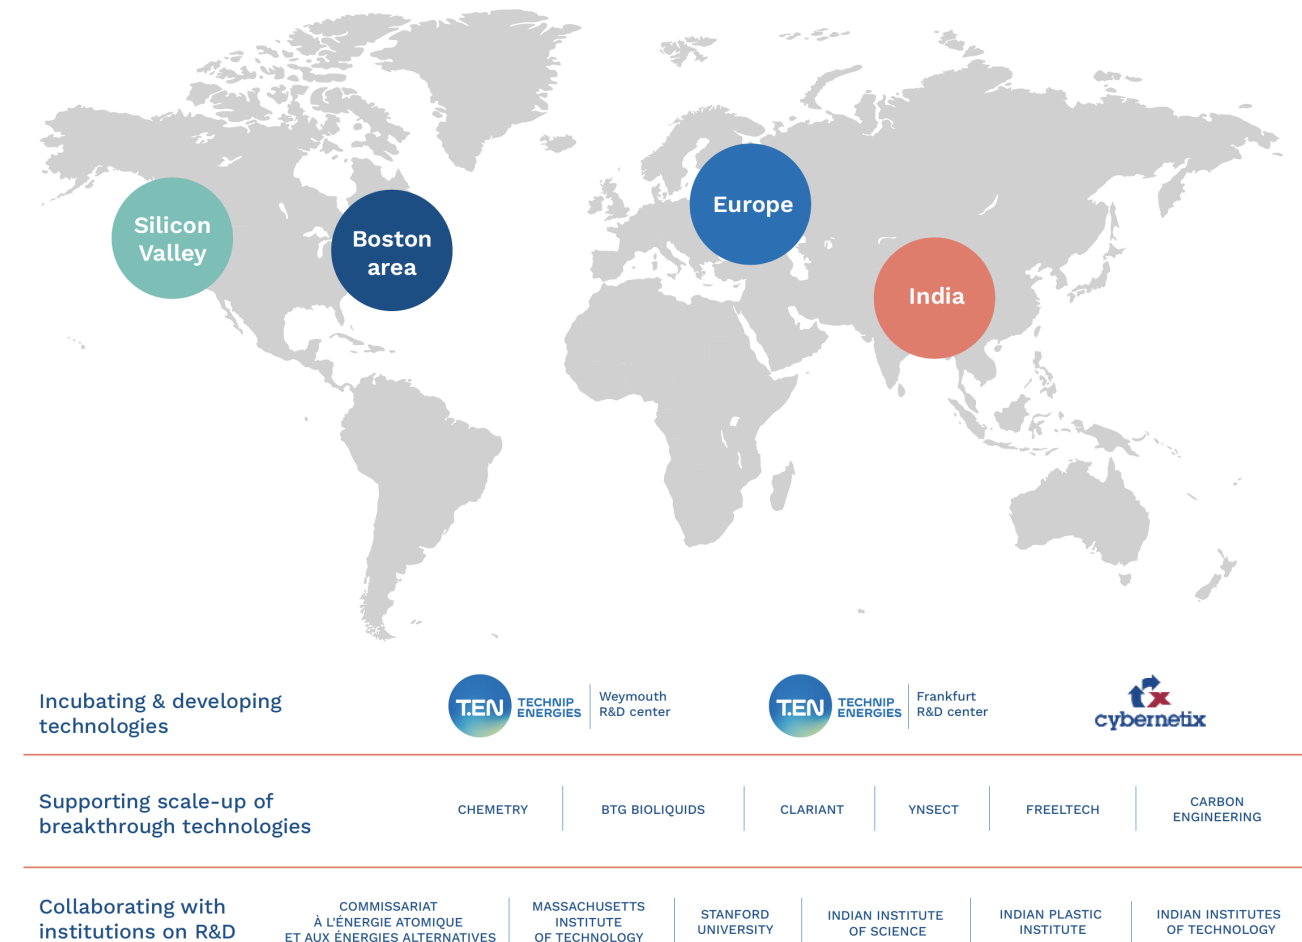 Silicon
Valley
Boston
area
Europe
India
Incubating & developing
technologies
T.EN
TECHNIP
ENERGIES
Weymouth
R&D center
T.EN
TECHNIP
ENERGIES
Frankfurt
R&D center
cybernetix
Supporting scale-up of
breakthrough technologies
CHEMETRY
BTG BIOLIQUIDS
CLARIANT
YNSECT
FREELTECH
CARBON
ENGINEERING
Collaborating with
institutions on R&D
COMMISSARIAT
À L'ÉNERGIE ATOMIQUE
ET AUX ÉNERGIES ALTERNATIVES
MASSACHUSETTS
INSTITUTE
OF TECHNOLOGY
STANFORD
UNIVERSITY
INDIAN INSTITUTE
OF SCIENCE
INDIAN PLASTIC
INSTITUTE
INDIAN INSTITUTES
OF TECHNOLOGY